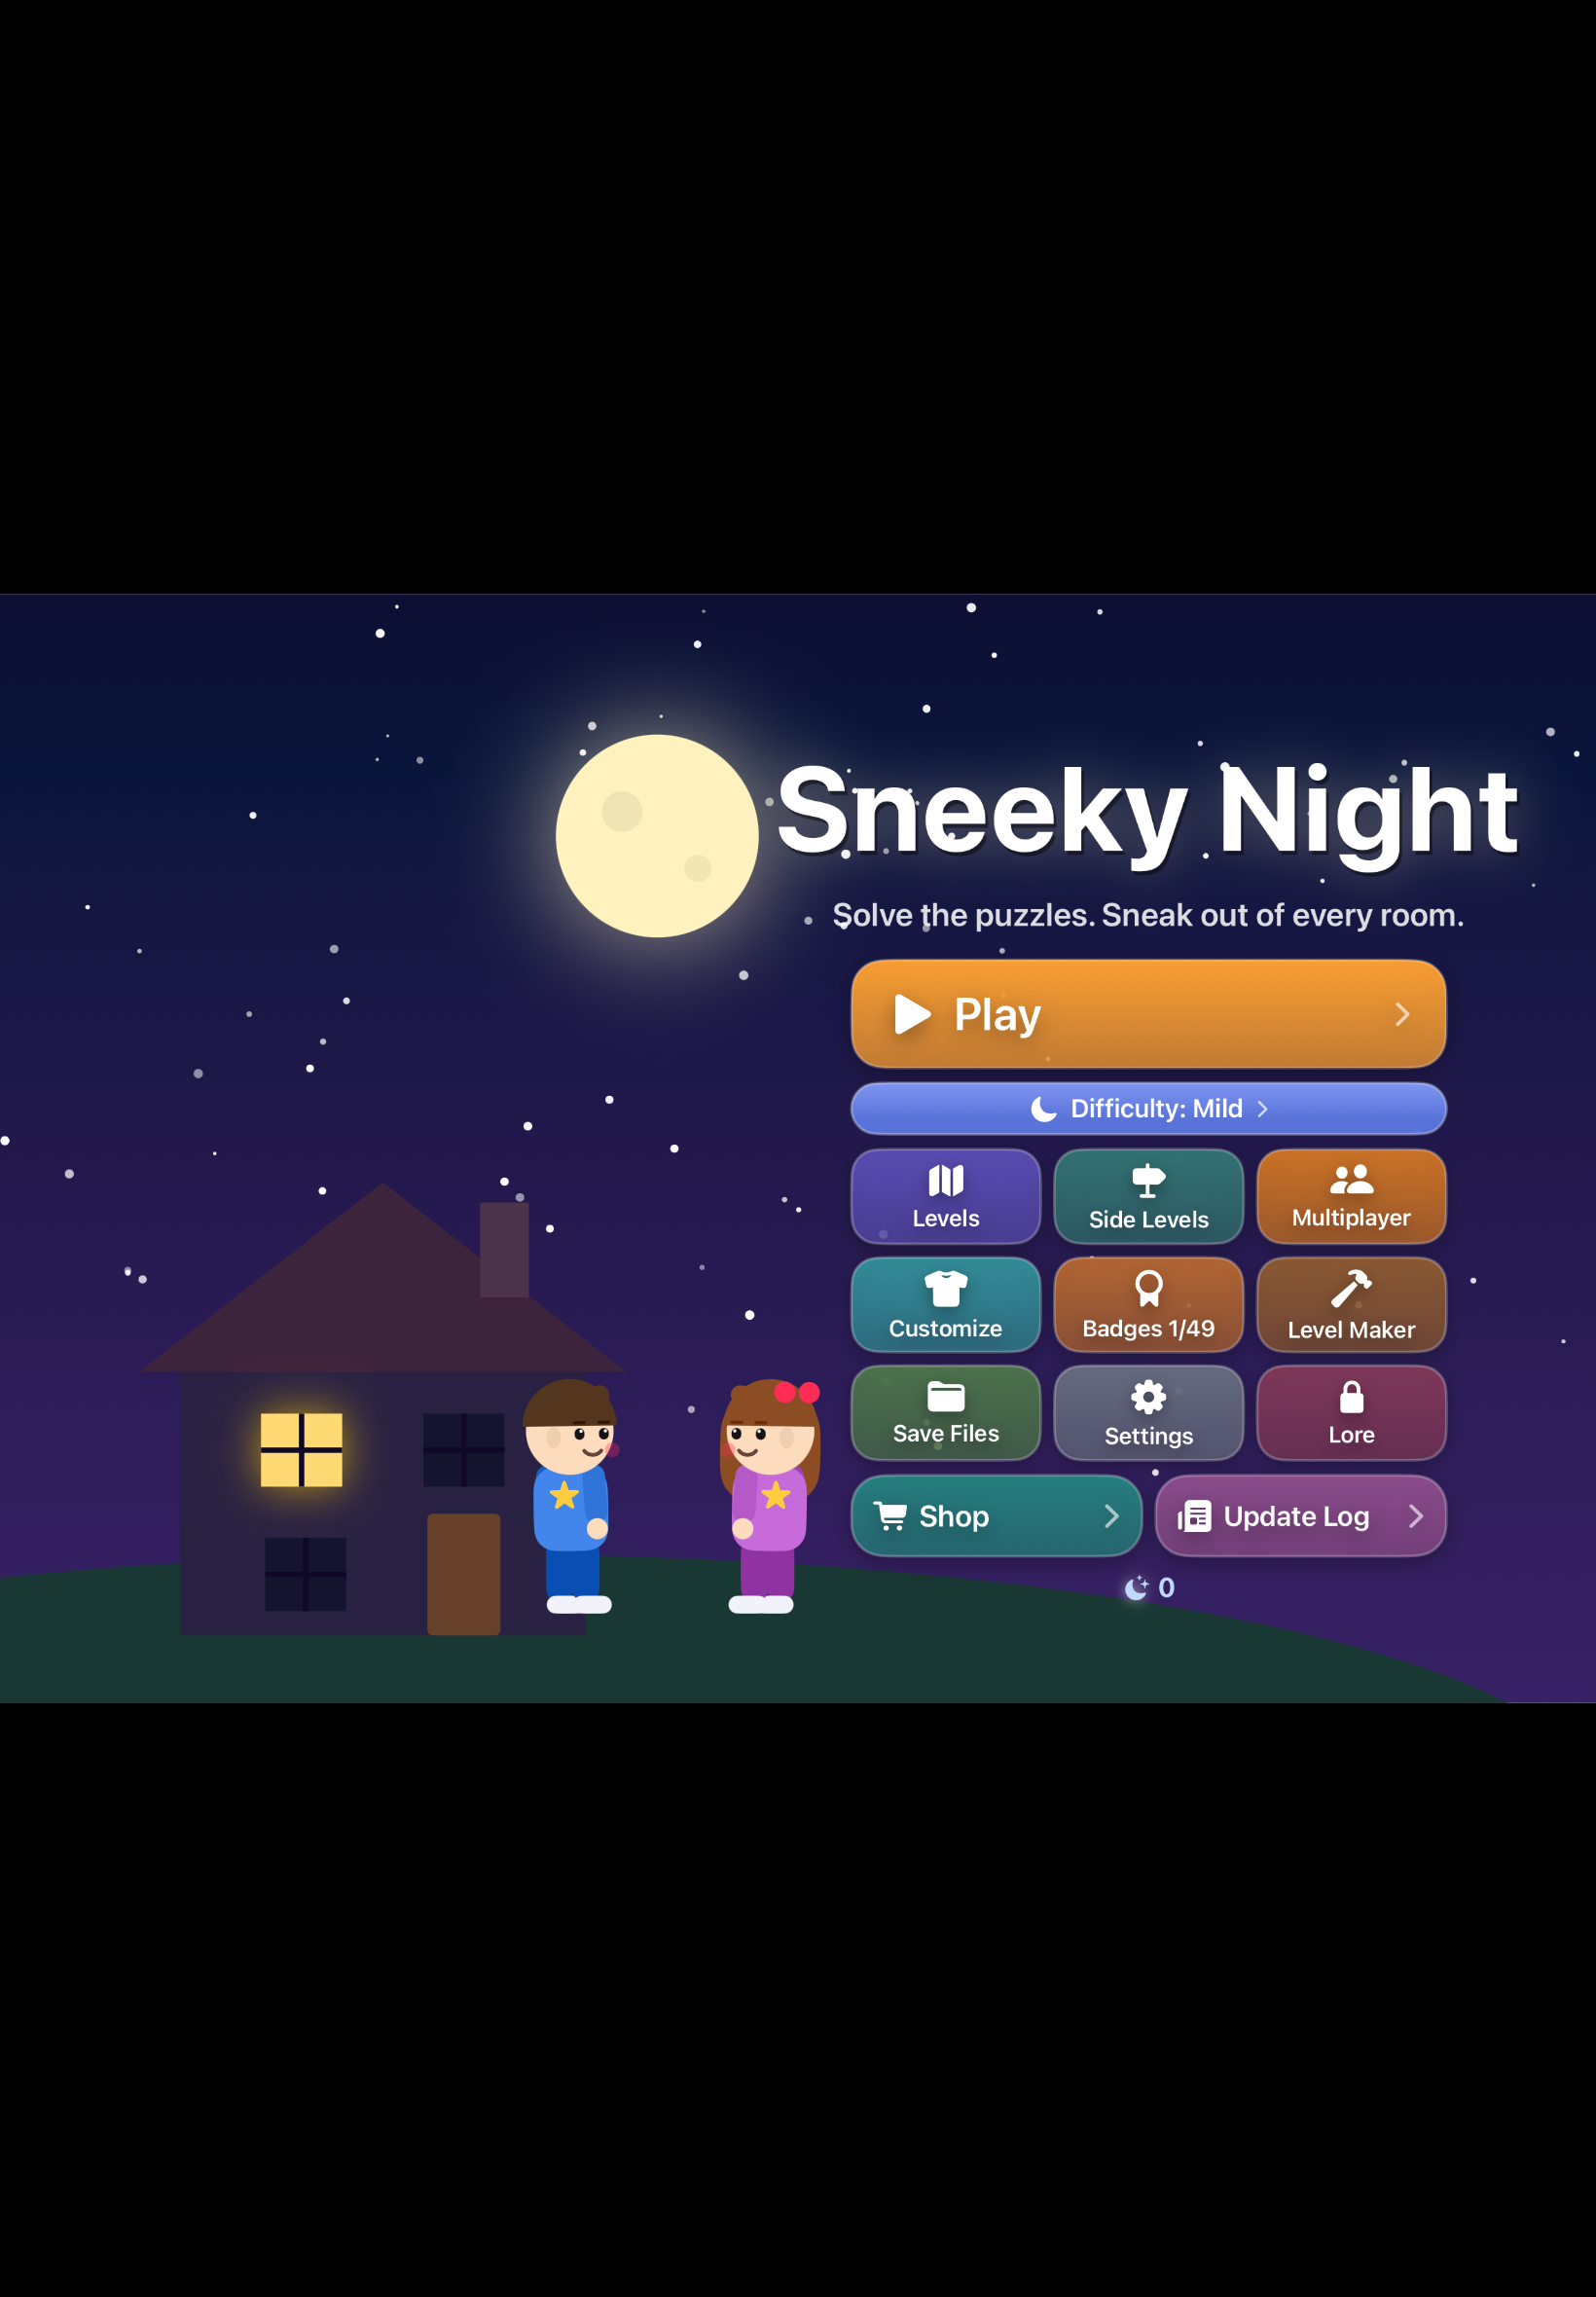 Sneeky Night
Solve the puzzles. Sneak out of every room.
Play
Difficulty: Mild
Levels
Side Levels
Multiplayer
Customize
Badges 1/49
Level Maker
Save Files
Settings
Lore
Shop
Update Log
0